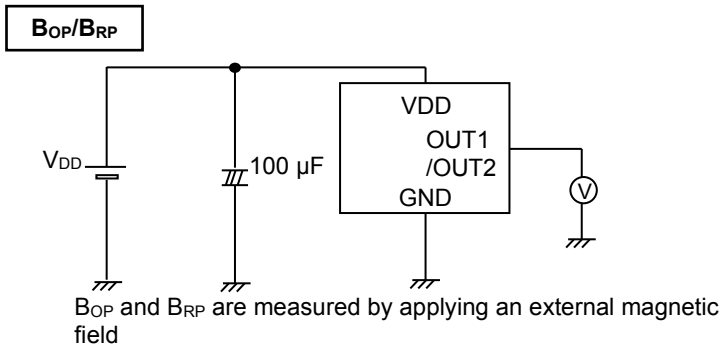 BOP/BRP
VDD
100 µF
VDD
OUT1
/OUT2
GND
V
BOP and BRP are measured by applying an external magnetic
field